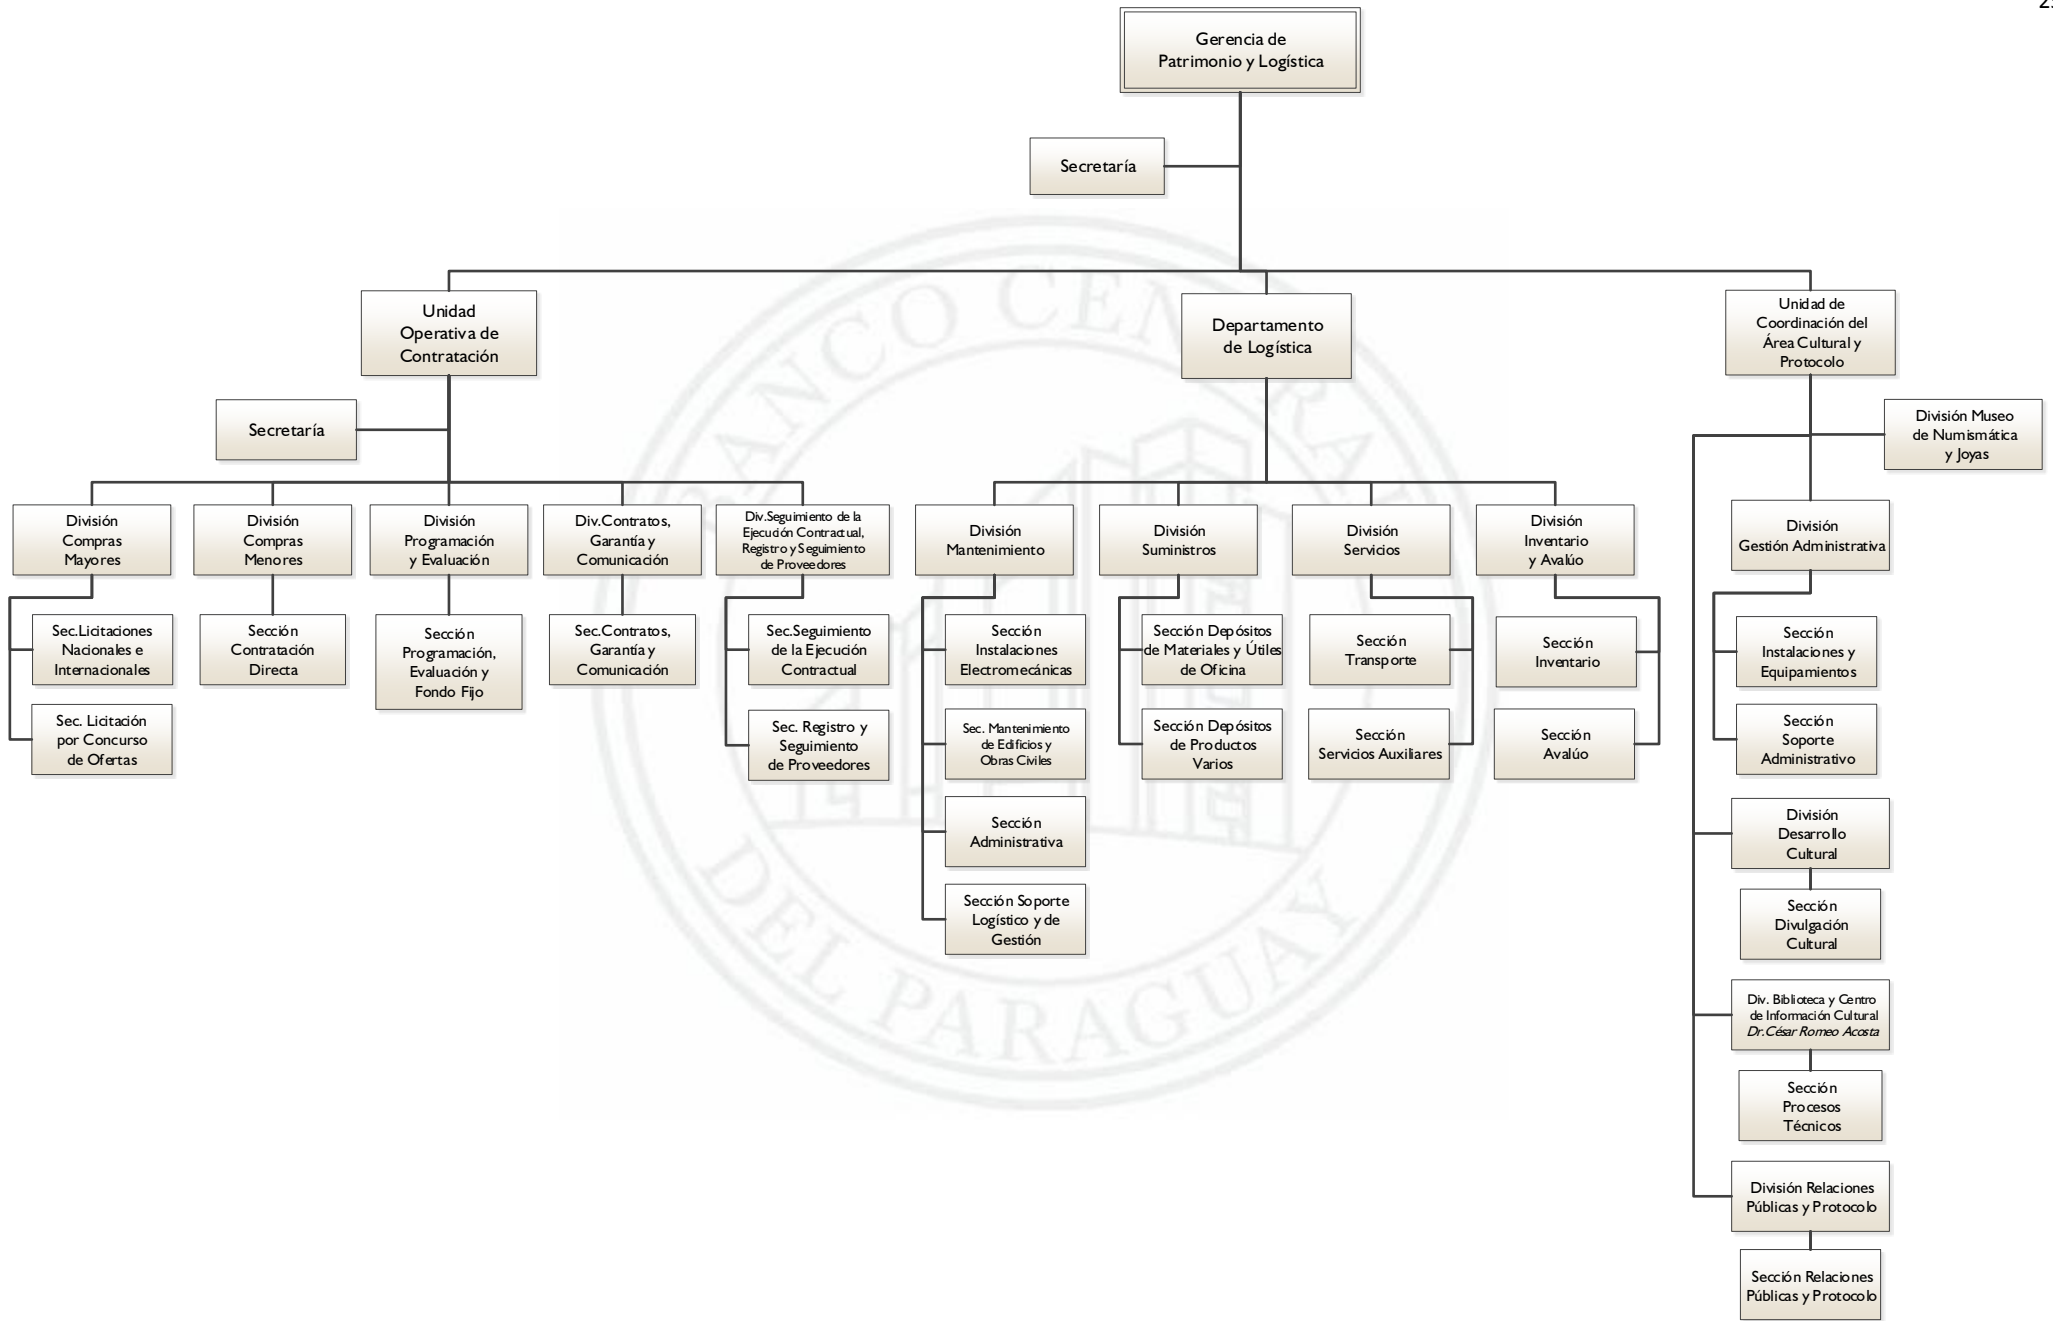 Gerencia de
Patrimonio y Logística
Secretaría
Unidad
Operativa de
Contratación
Departamento
de Logística
Unidad de
Coordinación del
Área Cultural y
Protocolo
Secretaría
División Museo
de Numismática
y Joyas
División
Compras
Mayores
División
Compras
Menores
División
Programación
y Evaluación
Div.Contratos,
Garantía y
Comunicación
Div.Seguimiento de la
Ejecución Contractual,
Registro y Seguimiento
de Proveedores
División
Mantenimiento
División
Suministros
División
Servicios
División
Inventario
y Avalúo
División
Gestión Administrativa
Sec.Licitaciones
Nacionales e
Internacionales
Sección
Contratación
Directa
Sección
Programación,
Evaluación y
Fondo Fijo
Sec.Contratos,
Garantía y
Comunicación
Sec.Seguimiento
de la Ejecución
Contractual
Sección
Instalaciones
Electromecánicas
Sección Depósitos
de Materiales y Útiles
de Oficina
Sección
Transporte
Sección
Inventario
Sección
Instalaciones y
Equipamientos
Sec. Licitación
por Concurso
de Ofertas
Sec. Registro y
Seguimiento
de Proveedores
Sec. Mantenimiento
de Edificios y
Obras Civiles
Sección Depósitos
de Productos
Varios
Sección
Servicios Auxiliares
Sección
Avalúo
Sección
Soporte
Administrativo
Sección
Administrativa
División
Desarrollo
Cultural
Sección Soporte
Logístico y de
Gestión
Sección
Divulgación
Cultural
Div. Biblioteca y Centro
de Información Cultural
Dr.César Romeo Acosta
Sección
Procesos
Técnicos
División Relaciones
Públicas y Protocolo
Sección Relaciones
Públicas y Protocolo
BANCO CENTRAL
DEL PARAGUAY